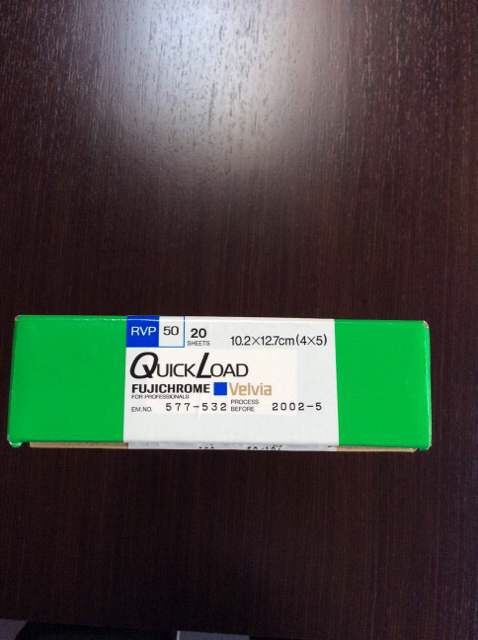 RVP 50 20 SHEETS 10.2×12.7cm(4×5)
QUICKLOAD
FUJICHROME Velvia
FOR PROFESSIONALS
EM.NO. 577-532 PROCESS BEFORE 2002-5